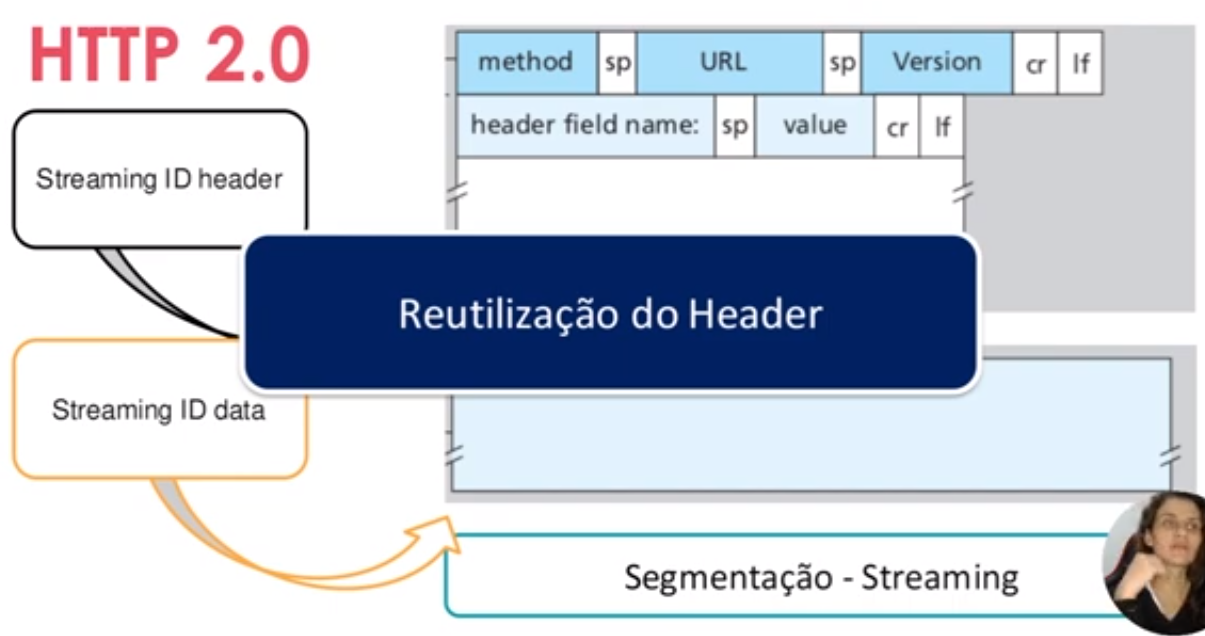 HTTP 2.0
method sp URL sp Version cr lf
header field name: sp value cr lf
Streaming ID header
Reutilização do Header
Streaming ID data
Segmentação - Streaming